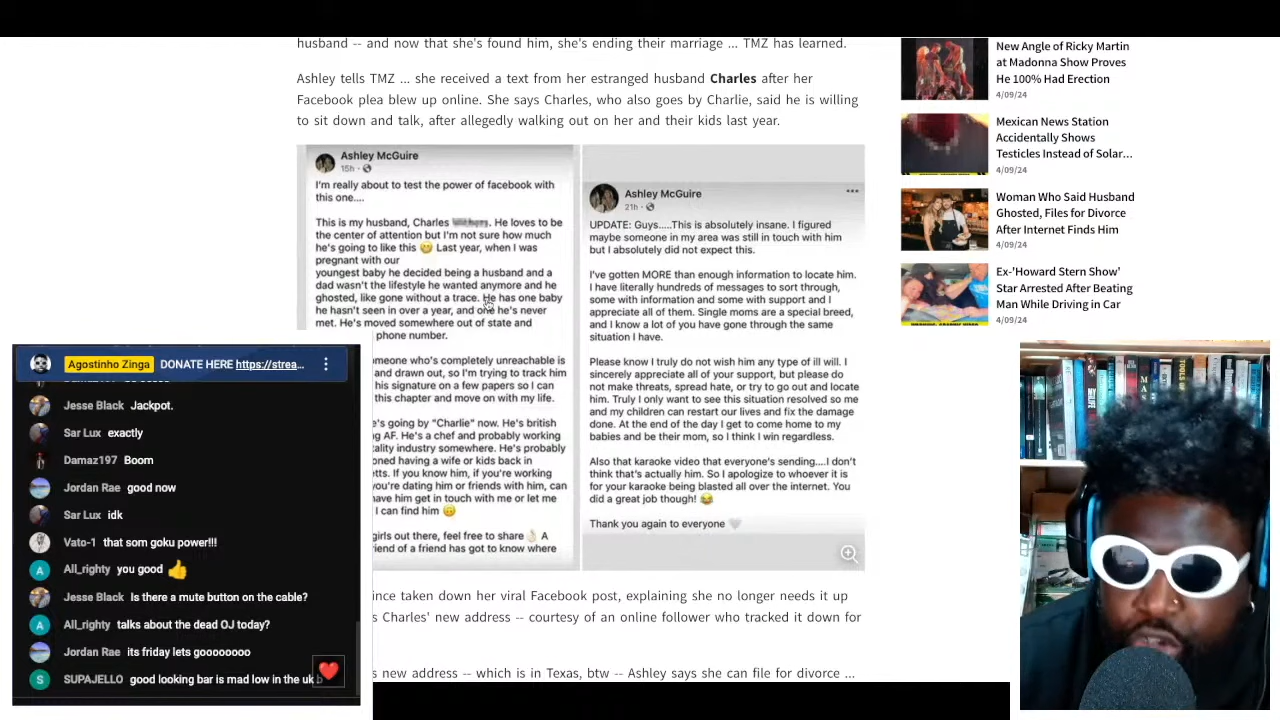 husband -- and now that she's found him, she's ending their marriage ... TMZ has learned.
Ashley tells TMZ ... she received a text from her estranged husband Charles after her
Facebook plea blew up online. She says Charles, who also goes by Charlie, said he is willing
to sit down and talk, after allegedly walking out on her and their kids last year.
Ashley McGuire
15h
I'm really about to test the power of facebook with
this one....
This is my husband, Charles
He loves to be
the center of attention but I'm not sure how much
he's going to like this 😅 Last year, when I was
pregnant with our
youngest baby he decided being a husband and a
dad wasn't the lifestyle he wanted anymore and he
ghosted, like gone without a trace. He has one baby
he hasn't seen in over a year, and one he's never
met. He's moved somewhere out of state and
phone number.
meone who's completely unreachable is
and drawn out, so I'm trying to track him
his signature on a few papers so I can
this chapter and move on with my life.
e's going by "Charlie" now. He's british
g AF. He's a chef and probably working
ality industry somewhere. He's probably
oned having a wife or kids back in
etts. If you know him, if you're working
you're dating him or friends with him, can
ave him get in touch with me or let me
I can find him 🙂
girls out there, feel free to share 🤞🏻 A
riend of a friend has got to know where
Ashley McGuire
...
21h
UPDATE: Guys.....This is absolutely insane. I figured
maybe someone in my area was still in touch with him
but I absolutely did not expect this.
I've gotten MORE than enough information to locate him.
I have literally hundreds of messages to sort through,
some with information and some with support and I
appreciate all of them. Single moms are a special breed,
and I know a lot of you have gone through the same
situation I have.
Please know I truly do not wish him any type of ill will. I
sincerely appreciate all of your support, but please do
not make threats, spread hate, or try to go out and locate
him. Truly I only want to see this situation resolved so me
and my children can restart our lives and fix the damage
done. At the end of the day I get to come home to my
babies and be their mom, so I think I win regardless.
Also that karaoke video that everyone's sending....I don't
think that's actually him. So I apologize to whoever it is
for your karaoke being blasted all over the internet. You
did a great job though! 😂
Thank you again to everyone 🤍
ince taken down her viral Facebook post, explaining she no longer needs it up
s Charles' new address -- courtesy of an online follower who tracked it down for
s new address -- which is in Texas, btw -- Ashley says she can file for divorce ...
New Angle of Ricky Martin
at Madonna Show Proves
He 100% Had Erection
4/09/24
Mexican News Station
Accidentally Shows
Testicles Instead of Solar...
4/09/24
Woman Who Said Husband
Ghosted, Files for Divorce
After Internet Finds Him
4/09/24
Ex-'Howard Stern Show'
Star Arrested After Beating
Man While Driving in Car
4/09/24
Agostinho Zinga DONATE HERE https://strea...
Jesse Black Jackpot.
Sar Lux exactly
Damaz197 Boom
Jordan Rae good now
Sar Lux idk
Vato-1 that som goku power!!!
All_righty you good 👍
Jesse Black Is there a mute button on the cable?
All_righty talks about the dead OJ today?
Jordan Rae its friday lets gooooooo
SUPAJELLO good looking bar is mad low in the uk b